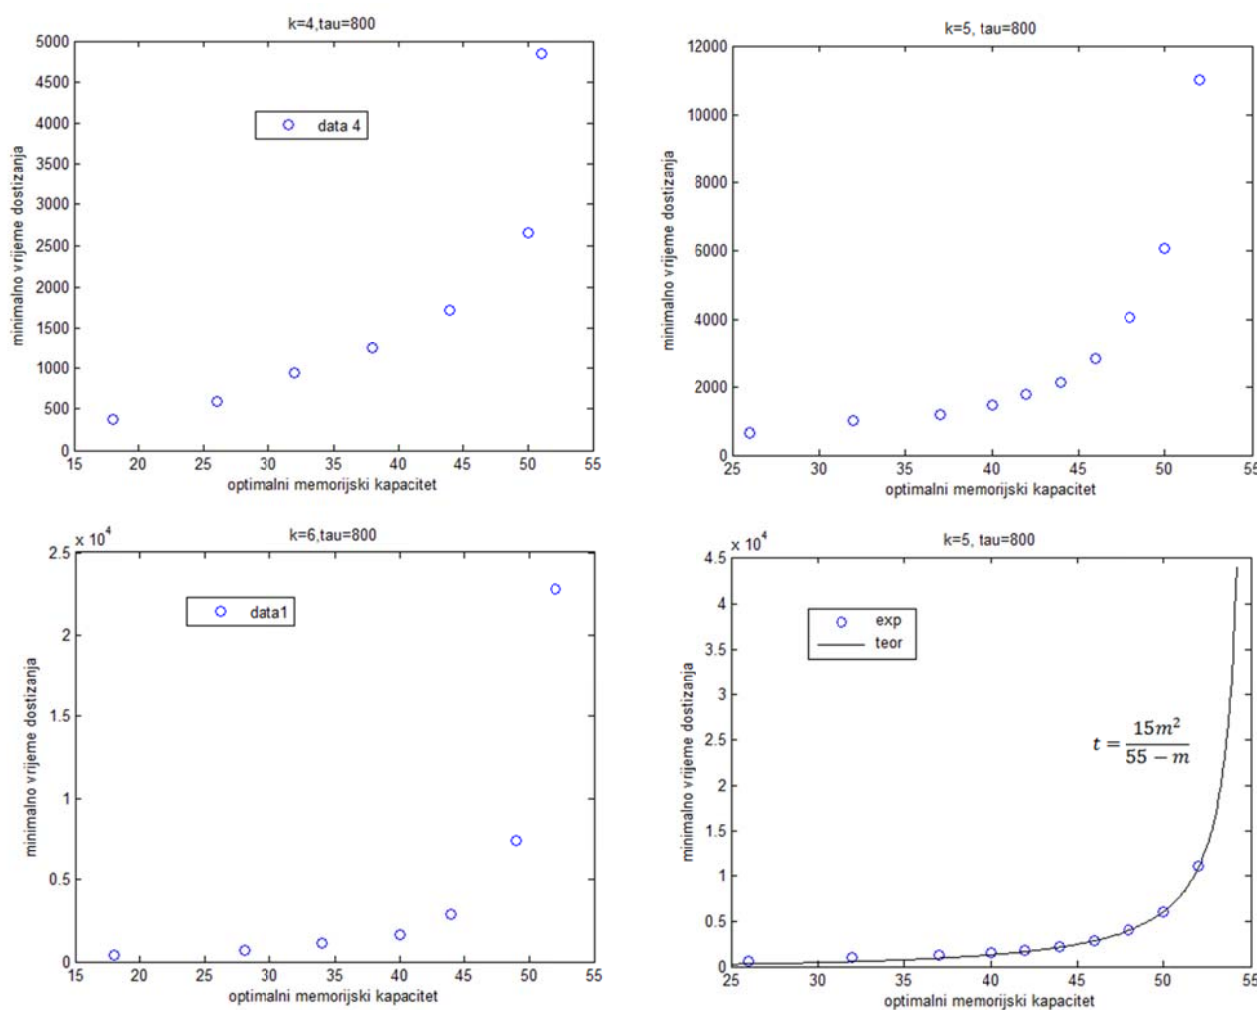 k=4,tau=800
5000
4500
4000
3500
3000
2500
2000
1500
1000
500
0
minimalno vrijeme dostizanja
data 4
15 20 25 30 35 40 45 50 55
optimalni memorijski kapacitet
k=5, tau=800
12000
10000
8000
6000
4000
2000
0
minimalno vrijeme dostizanja
25 30 35 40 45 50 55
optimalni memorijski kapacitet
k=6,tau=800
x 10^4
2.5
2
1.5
1
0.5
0
minimalno vrijeme dostizanja
data1
15 20 25 30 35 40 45 50 55
optimalni memorijski kapacitet
k=5, tau=800
x 10^4
4.5
4
3.5
3
2.5
2
1.5
1
0.5
0
minimalno vrijeme dostizanja
exp
teor
t = 15m² / (55 − m)
25 30 35 40 45 50 55
optimalni memorijski kapacitet